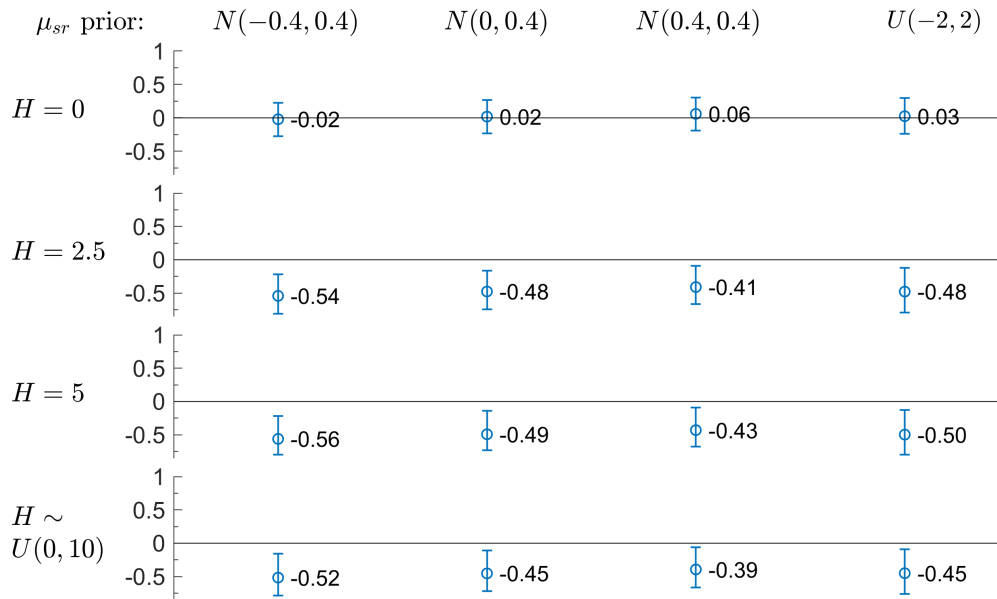 μsr prior: N(−0.4, 0.4) N(0, 0.4) N(0.4, 0.4) U(−2, 2)
1
0.5
H = 0 0 -0.02 0.02 0.06 0.03
-0.5
1
0.5
H = 2.5 0
-0.5 -0.54 -0.48 -0.41 -0.48
1
0.5
H = 5 0
-0.5 -0.56 -0.49 -0.43 -0.50
1
0.5
H ∼
U(0, 10) 0
-0.5 -0.52 -0.45 -0.39 -0.45